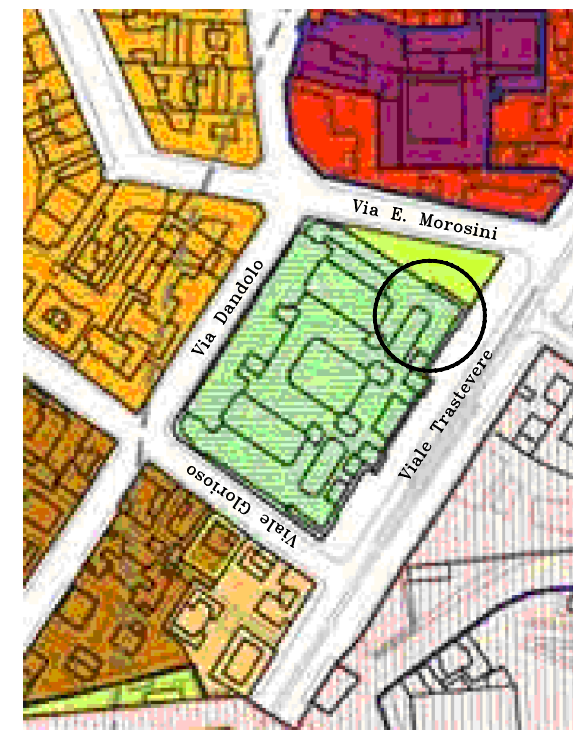 Via E. Morosini
Via Dandolo
Viale Trastevere
Viale Glorioso